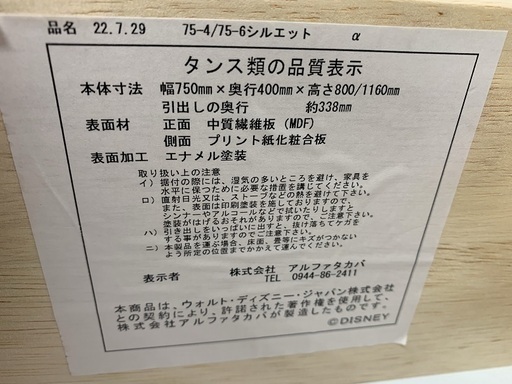 品名 22.7.29 75-4/75-6シルエット α
タンス類の品質表示
本体寸法 幅750mm×奥行400mm×高さ800/1160mm
引出しの奥行 約338mm
表面材 正面 中質繊維板(MDF)
側面 プリント紙化粧合板
表面加工 エナメル塗装
取り扱い上の注意
イ)据付の際には、湿気の多いところを避け、家具を
水平に保つために必要な措置を講じてください。
ロ)直射日光又は、ストーブなどの熱を避けて下さい。
また、表面は印刷塗装を施しておりますので、
シンナーやアルコールなどで拭いたりしますと
塗装がはげるおそれがありますので、ご注意下さい。
ハ)引き出しをいっぱいに出すと、抜け落ちてケガを
する事がありますのでご注意下さい。
ニ)本製品を運ぶ場合、床面、畳等にキズがつかない
よう所定の位置までかかえて運んでください。
表示者 株式会社 アルファタカバ
TEL 0944-86-2411
本商品は、ウォルト・ディズニー・ジャパン株式会社
との契約により、許諾された著作権を使用して、
株式会社アルファタカバが製造したものです。
©DISNEY